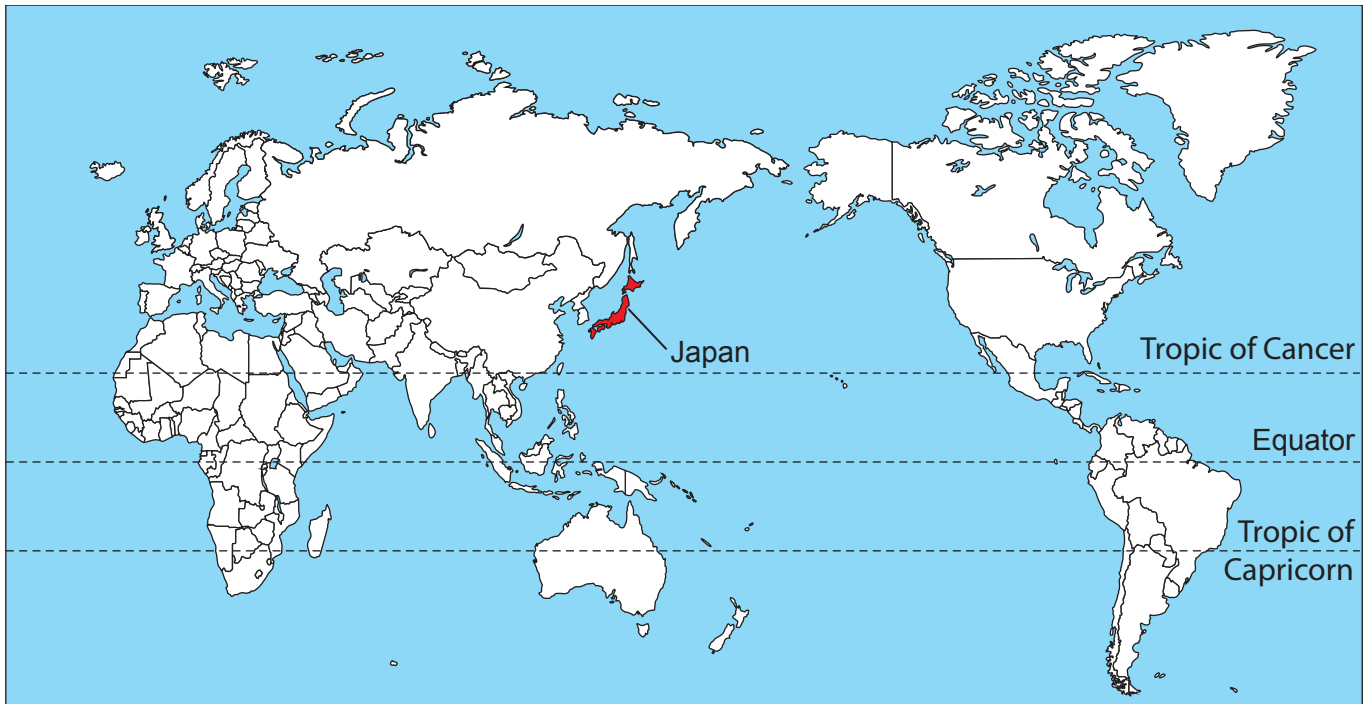 Japan
Tropic of Cancer
Equator
Tropic of
Capricorn